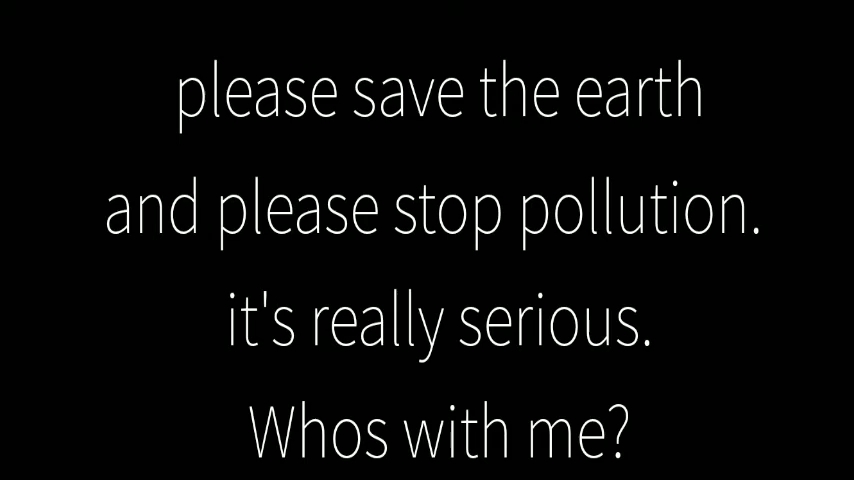 please save the earth
and please stop pollution.
it's really serious.
Whos with me?